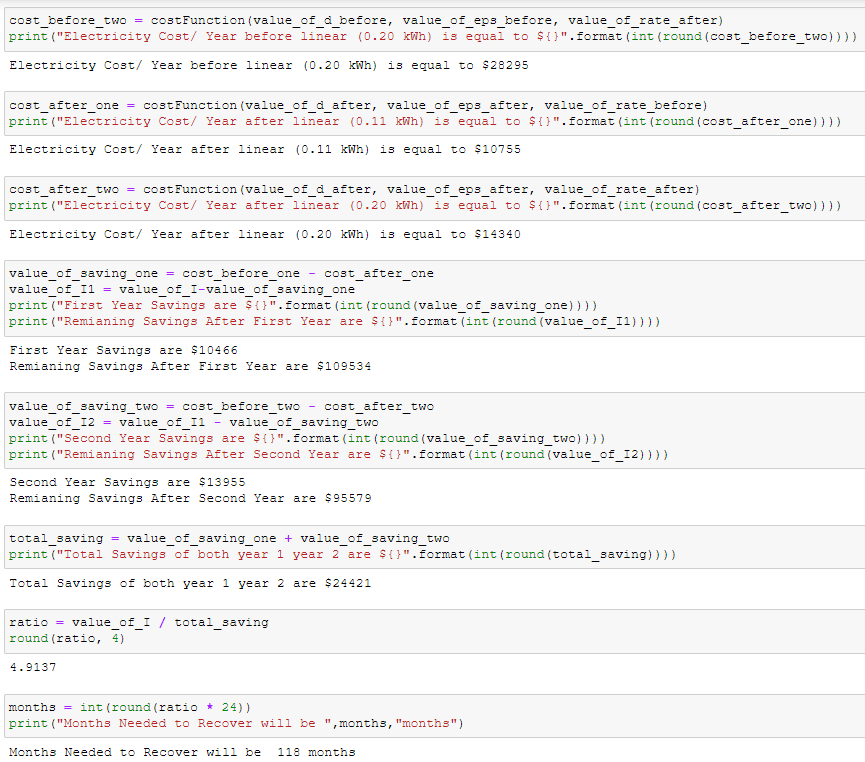 cost_before_two = costFunction(value_of_d_before, value_of_eps_before, value_of_rate_after)
print("Electricity Cost/ Year before linear (0.20 kWh) is equal to ${}".format(int(round(cost_before_two))))
Electricity Cost/ Year before linear (0.20 kWh) is equal to $28295
cost_after_one = costFunction(value_of_d_after, value_of_eps_after, value_of_rate_before)
print("Electricity Cost/ Year after linear (0.11 kWh) is equal to ${}".format(int(round(cost_after_one))))
Electricity Cost/ Year after linear (0.11 kWh) is equal to $10755
cost_after_two = costFunction(value_of_d_after, value_of_eps_after, value_of_rate_after)
print("Electricity Cost/ Year after linear (0.20 kWh) is equal to ${}".format(int(round(cost_after_two))))
Electricity Cost/ Year after linear (0.20 kWh) is equal to $14340
value_of_saving_one = cost_before_one - cost_after_one
value_of_I1 = value_of_I-value_of_saving_one
print("First Year Savings are ${}".format(int(round(value_of_saving_one))))
print("Remianing Savings After First Year are ${}".format(int(round(value_of_I1))))
First Year Savings are $10466
Remianing Savings After First Year are $109534
value_of_saving_two = cost_before_two - cost_after_two
value_of_I2 = value_of_I1 - value_of_saving_two
print("Second Year Savings are ${}".format(int(round(value_of_saving_two))))
print("Remianing Savings After Second Year are ${}".format(int(round(value_of_I2))))
Second Year Savings are $13955
Remianing Savings After Second Year are $95579
total_saving = value_of_saving_one + value_of_saving_two
print("Total Savings of both year 1 year 2 are ${}".format(int(round(total_saving))))
Total Savings of both year 1 year 2 are $24421
ratio = value_of_I / total_saving
round(ratio, 4)
4.9137
months = int(round(ratio * 24))
print("Months Needed to Recover will be ",months,"months")
Months Needed to Recover will be  118 months